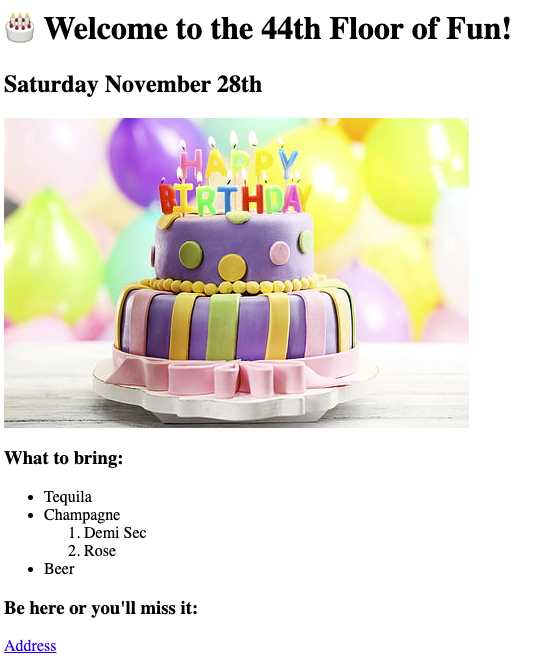 🎂 Welcome to the 44th Floor of Fun!
Saturday November 28th
HAPPY
BIRTHDAY
What to bring:
• Tequila
• Champagne
1. Demi Sec
2. Rose
• Beer
Be here or you'll miss it:
Address